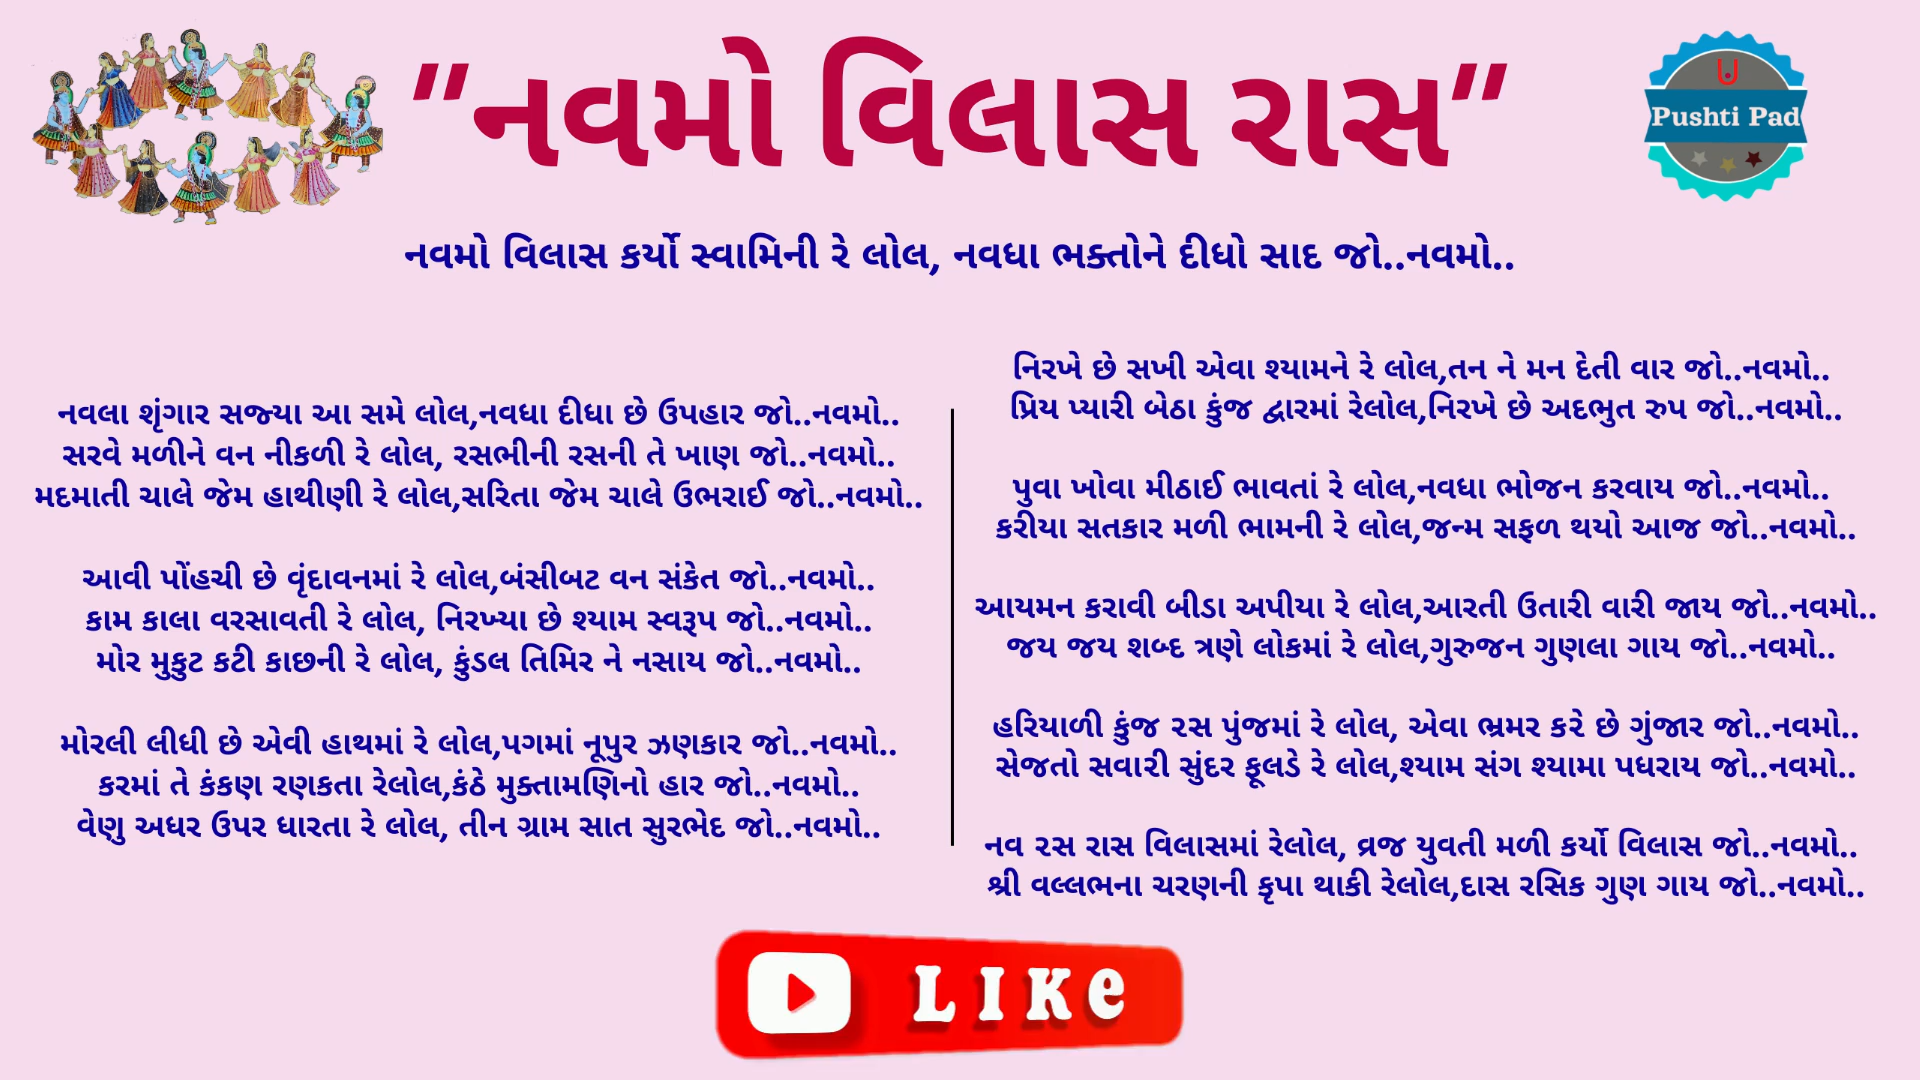 "નવમો વિલાસ રાસ"
Pushti Pad
નવમો વિલાસ કર્યો સ્વામિની રે લોલ, નવધા ભક્તોને દીધો સાદ જો..નવમો..
નવલા શૃંગાર સજ્યા આ સમે લોલ,નવધા દીધા છે ઉપહાર જો..નવમો..
સરવે મળીને વન નીકળી રે લોલ, રસભીની રસની તે ખાણ જો..નવમો..
મદમાતી ચાલે જેમ હાથીણી રે લોલ,સરિતા જેમ ચાલે ઉભરાઈ જો..નવમો..
આવી પોંહચી છે વૃંદાવનમાં રે લોલ,બંસીબટ વન સંકેત જો..નવમો..
કામ કાલા વરસાવતી રે લોલ, નિરખ્યા છે શ્યામ સ્વરૂપ જો..નવમો..
મોર મુકુટ કટી કાછની રે લોલ, કુંડલ તિમિર ને નસાય જો..નવમો..
મોરલી લીધી છે એવી હાથમાં રે લોલ,પગમાં નૂપુર ઝણકાર જો..નવમો..
કરમાં તે કંકણ રણકતા રેલોલ,કંઠે મુક્તામણિનો હાર જો..નવમો..
વેણુ અધર ઉપર ધારતા રે લોલ, તીન ગ્રામ સાત સુરભેદ જો..નવમો..
નિરખે છે સખી એવા શ્યામને રે લોલ,તન ને મન દેતી વાર જો..નવમો..
પ્રિય પ્યારી બેઠા કુંજ દ્વારમાં રેલોલ,નિરખે છે અદભુત રુપ જો..નવમો..
પુવા ખોવા મીઠાઈ ભાવતાં રે લોલ,નવધા ભોજન કરવાય જો..નવમો..
કરીયા સતકાર મળી ભામની રે લોલ,જન્મ સફળ થયો આજ જો..નવમો..
આયમન કરાવી બીડા અપીયા રે લોલ,આરતી ઉતારી વારી જાય જો..નવમો..
જય જય શબ્દ ત્રણે લોકમાં રે લોલ,ગુરુજન ગુણલા ગાય જો..નવમો..
હરિયાળી કુંજ રસ પુંજમાં રે લોલ, એવા ભ્રમર કરે છે ગુંજાર જો..નવમો..
સેજતો સવારી સુંદર ફૂલડે રે લોલ,શ્યામ સંગ શ્યામા પધરાય જો..નવમો..
નવ રસ રાસ વિલાસમાં રેલોલ, વ્રજ યુવતી મળી કર્યો વિલાસ જો..નવમો..
શ્રી વલ્લભના ચરણની કૃપા થાકી રેલોલ,દાસ રસિક ગુણ ગાય જો..નવમો..
LIKe